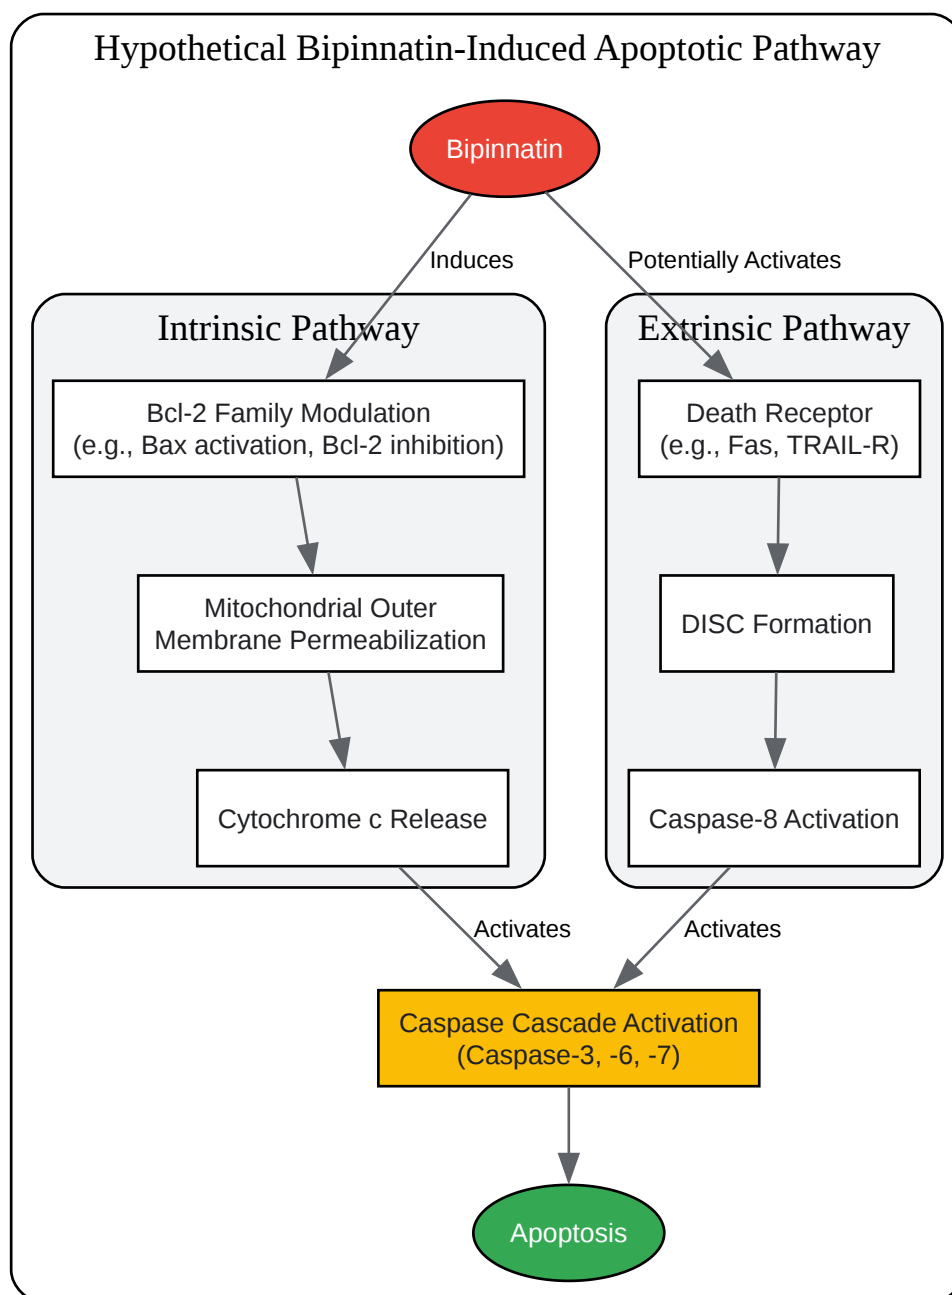 Hypothetical Bipinnatin-Induced Apoptotic Pathway
Bipinnatin
Induces
Potentially Activates
Intrinsic Pathway
Bcl-2 Family Modulation
(e.g., Bax activation, Bcl-2 inhibition)
Mitochondrial Outer
Membrane Permeabilization
Cytochrome c Release
Extrinsic Pathway
Death Receptor
(e.g., Fas, TRAIL-R)
DISC Formation
Caspase-8 Activation
Activates
Activates
Caspase Cascade Activation
(Caspase-3, -6, -7)
Apoptosis